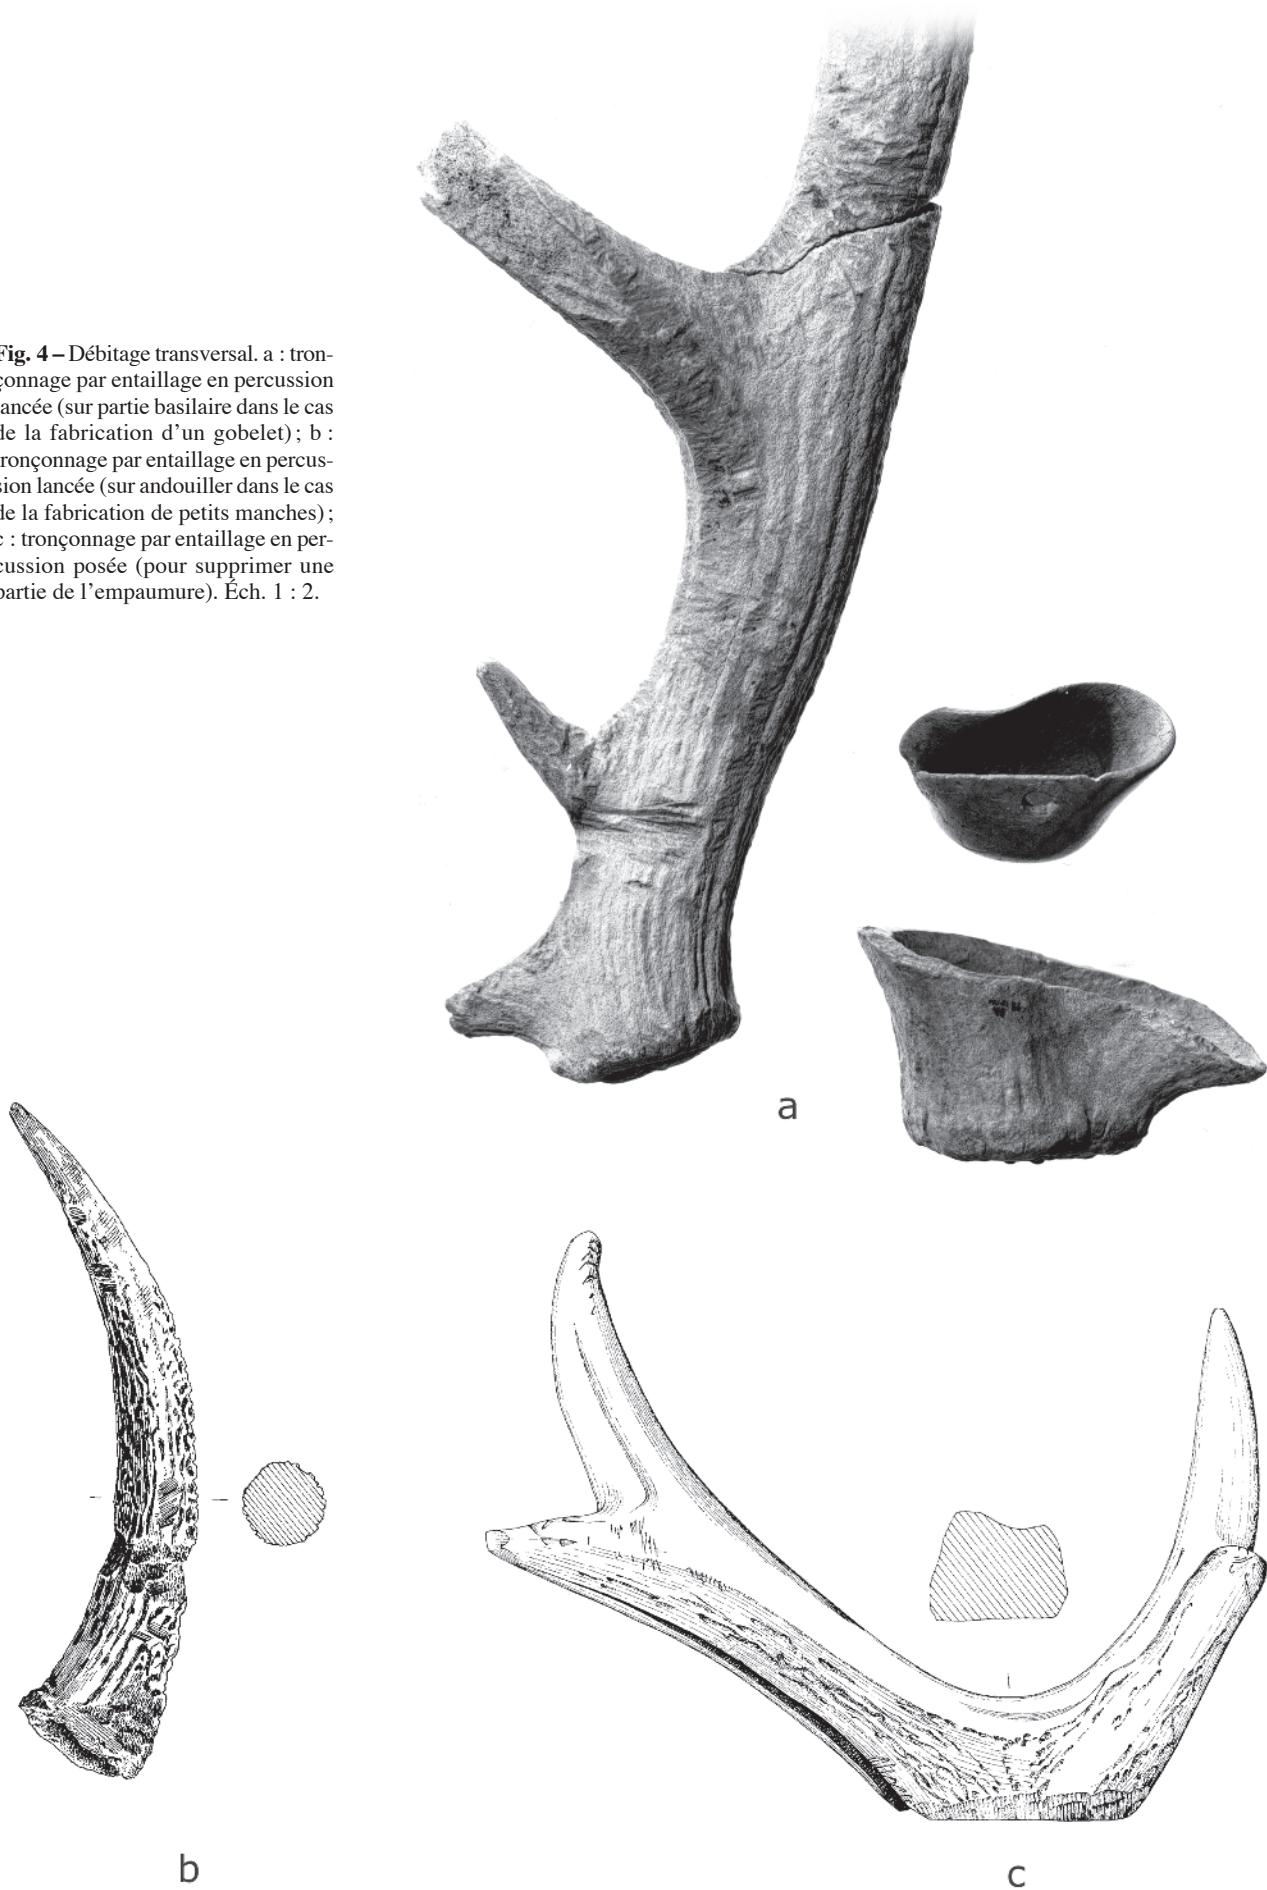 Fig. 4 – Débitage transversal. a : tron-
çonnage par entaillage en percussion
lancée (sur partie basilaire dans le cas
de la fabrication d’un gobelet) ; b :
tronçonnage par entaillage en percus-
sion lancée (sur andouiller dans le cas
de la fabrication de petits manches) ;
c : tronçonnage par entaillage en per-
cussion posée (pour supprimer une
partie de l’empaumure). Éch. 1 : 2.
a
b
c